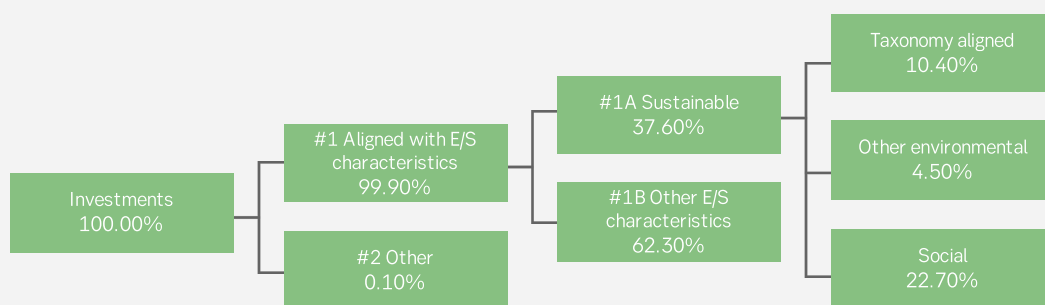 Investments
100.00%
#1 Aligned with E/S
characteristics
99.90%
#2 Other
0.10%
#1A Sustainable
37.60%
#1B Other E/S
characteristics
62.30%
Taxonomy aligned
10.40%
Other environmental
4.50%
Social
22.70%